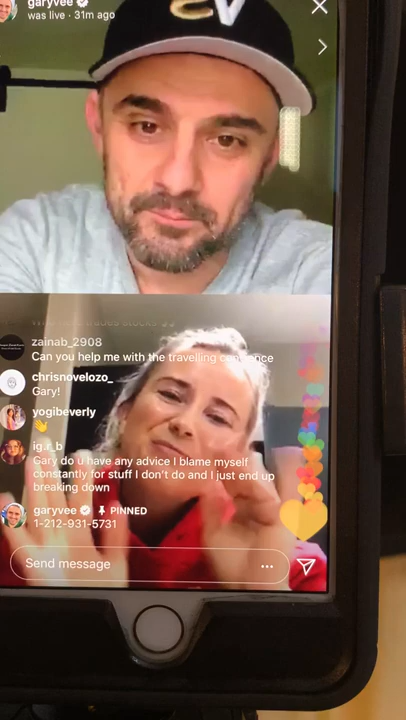 garyvee
was live · 31m ago
V
zainab_2908
Can you help me with the travelling
chrisnovelozo_
Gary!
yogibeverly
👋
ig.r_b
Gary do u have any advice I blame myself
constantly for stuff I don't do and I just end up
breaking down
garyvee PINNED
1-212-931-5731
Send message